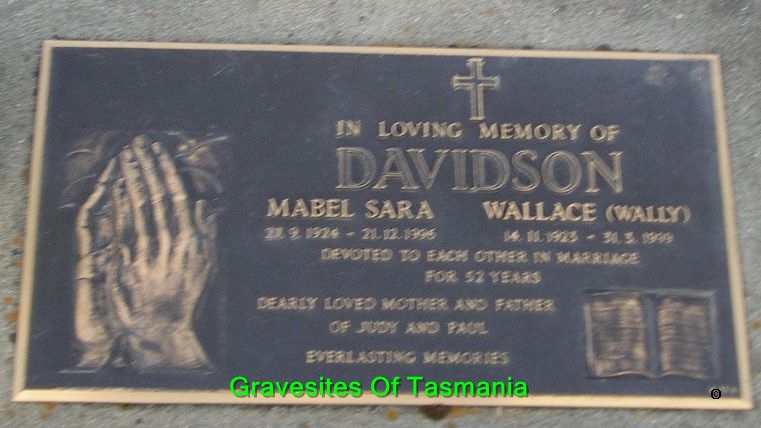 IN LOVING MEMORY OF
DAVIDSON
MABEL SARA WALLACE (WALLY)
9. 1924 - 21. 12. 1996 14. 11. 1923 - 31. 3. 1999
DEVOTED TO EACH OTHER IN MARRIAGE
FOR 52 YEARS
DEARLY LOVED MOTHER AND FATHER
OF JUDY AND PAUL
EVERLASTING MEMORIES
Gravesites Of Tasmania ©